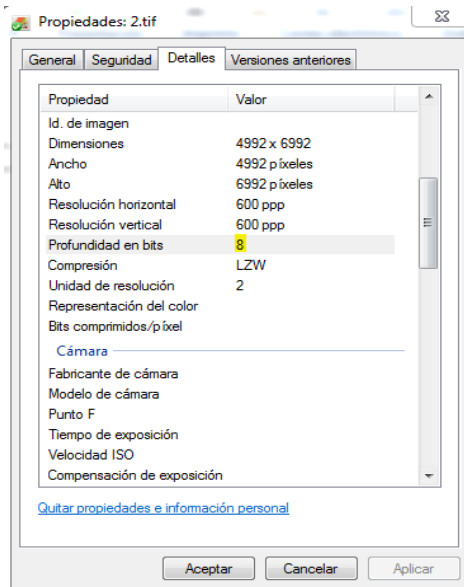 Propiedades: 2.tif
General Seguridad Detalles Versiones anteriores
Propiedad Valor
Id. de imagen
Dimensiones 4992 x 6992
Ancho 4992 píxeles
Alto 6992 píxeles
Resolución horizontal 600 ppp
Resolución vertical 600 ppp
Profundidad en bits 8
Compresión LZW
Unidad de resolución 2
Representación del color
Bits comprimidos/píxel
Cámara
Fabricante de cámara
Modelo de cámara
Punto F
Tiempo de exposición
Velocidad ISO
Compensación de exposición
Quitar propiedades e información personal
Aceptar Cancelar Aplicar